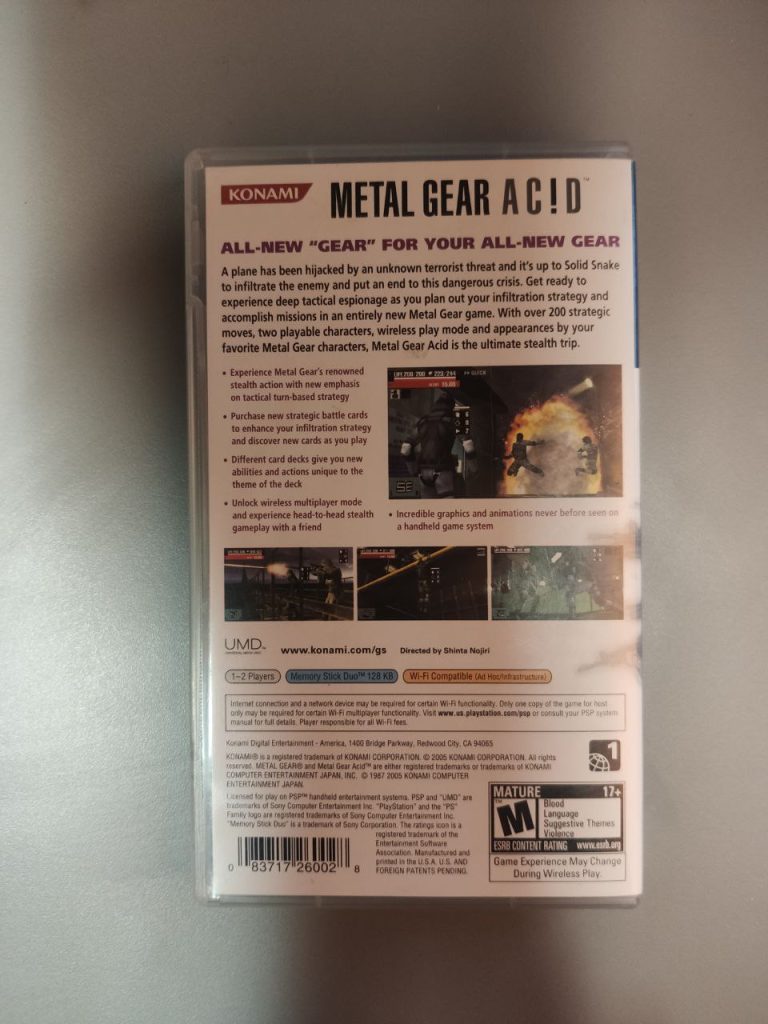 KONAMI
METAL GEAR AC!D™
ALL-NEW "GEAR" FOR YOUR ALL-NEW GEAR
A plane has been hijacked by an unknown terrorist threat and it's up to Solid Snake
to infiltrate the enemy and put an end to this dangerous crisis. Get ready to
experience deep tactical espionage as you plan out your infiltration strategy and
accomplish missions in an entirely new Metal Gear game. With over 200 strategic
moves, two playable characters, wireless play mode and appearances by your
favorite Metal Gear characters, Metal Gear Acid is the ultimate stealth trip.
• Experience Metal Gear's renowned
stealth action with new emphasis
on tactical turn-based strategy
• Purchase new strategic battle cards
to enhance your infiltration strategy
and discover new cards as you play
• Different card decks give you new
abilities and actions unique to the
theme of the deck
• Unlock wireless multiplayer mode
and experience head-to-head stealth
gameplay with a friend
• Incredible graphics and animations never before seen on
a handheld game system
UMD™
www.konami.com/gs
Directed by Shinta Nojiri
1–2 Players
Memory Stick Duo™ 128 KB
Wi-Fi Compatible (Ad Hoc/Infrastructure)
Internet connection and a network device may be required for certain Wi-Fi functionality. Only one copy of the game for host
only may be required for certain Wi-Fi multiplayer functionality. Visit www.us.playstation.com/psp or consult your PSP system
manual for full details. Player responsible for all Wi-Fi fees.
Konami Digital Entertainment - America, 1400 Bridge Parkway, Redwood City, CA 94065
KONAMI® is a registered trademark of KONAMI CORPORATION. © 2005 KONAMI CORPORATION. All rights
reserved. METAL GEAR® and Metal Gear Acid™ are either registered trademarks or trademarks of KONAMI
COMPUTER ENTERTAINMENT JAPAN, INC. © 1987 2005 KONAMI COMPUTER
ENTERTAINMENT JAPAN.
1
Licensed for play on PSP™ handheld entertainment systems. PSP and "UMD" are
trademarks of Sony Computer Entertainment Inc. "PlayStation" and the "PS"
Family logo are registered trademarks of Sony Computer Entertainment Inc.
"Memory Stick Duo" is a trademark of Sony Corporation. The ratings icon is a
registered trademark of the
Entertainment Software
Association. Manufactured and
printed in the U.S.A. U.S. AND
FOREIGN PATENTS PENDING.
0 83717 26002 8
MATURE 17+
M™
Blood
Language
Suggestive Themes
Violence
ESRB CONTENT RATING www.esrb.org
Game Experience May Change
During Wireless Play.